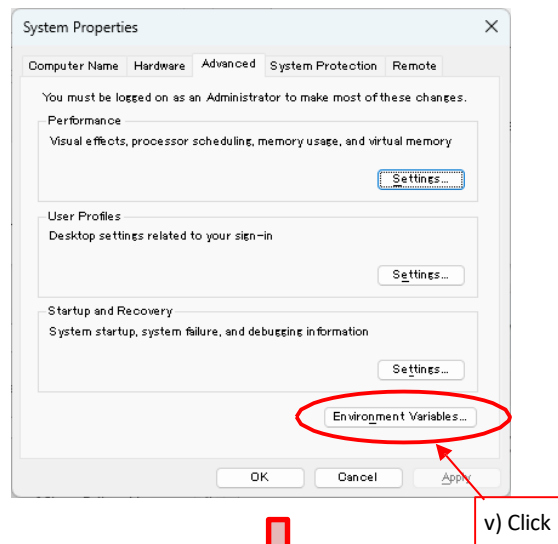 System Properties
Computer Name Hardware Advanced System Protection Remote
You must be logged on as an Administrator to make most of these changes.
Performance
Visual effects, processor scheduling, memory usage, and virtual memory
Settings...
User Profiles
Desktop settings related to your sign-in
Settings...
Startup and Recovery
System startup, system failure, and debugging information
Settings...
Environment Variables...
OK Cancel Apply
v) Click